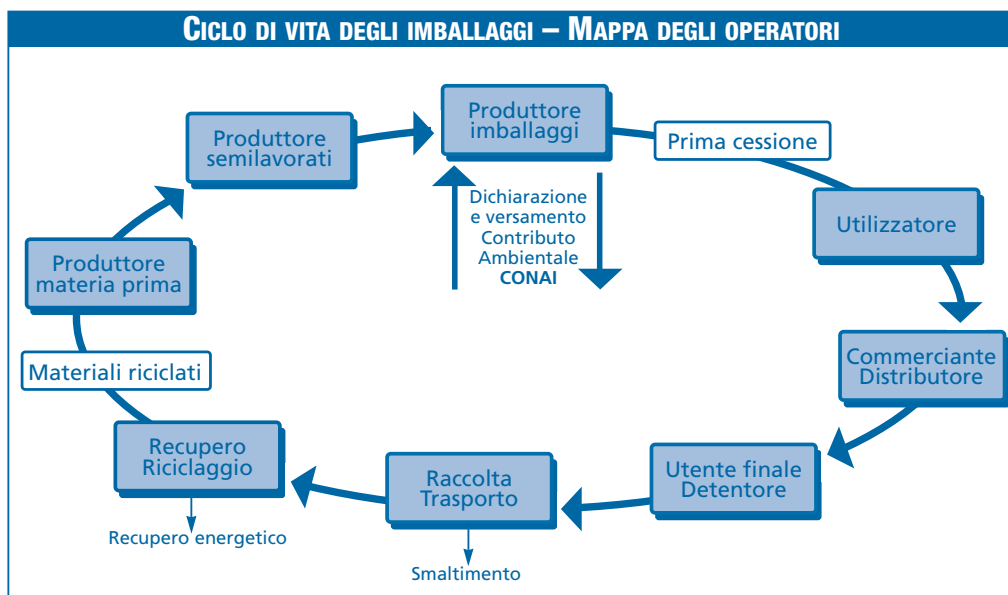 CICLO DI VITA DEGLI IMBALLAGGI – MAPPA DEGLI OPERATORI
Produttore
imballaggi
Prima cessione
Utilizzatore
Commerciante
Distributore
Utente finale
Detentore
Raccolta
Trasporto
Smaltimento
Recupero
Riciclaggio
Recupero energetico
Materiali riciclati
Produttore
materia prima
Produttore
semilavorati
Dichiarazione
e versamento
Contributo
Ambientale
CONAI